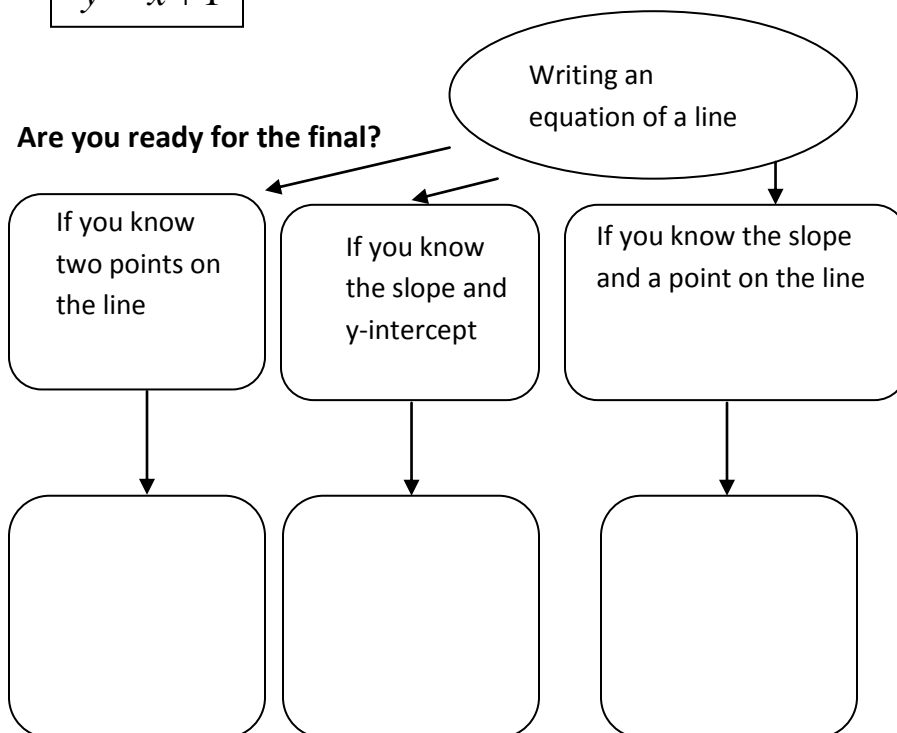 y = x + 1
Writing an
equation of a line
Are you ready for the final?
If you know
two points on
the line
If you know
the slope and
y-intercept
If you know the slope
and a point on the line